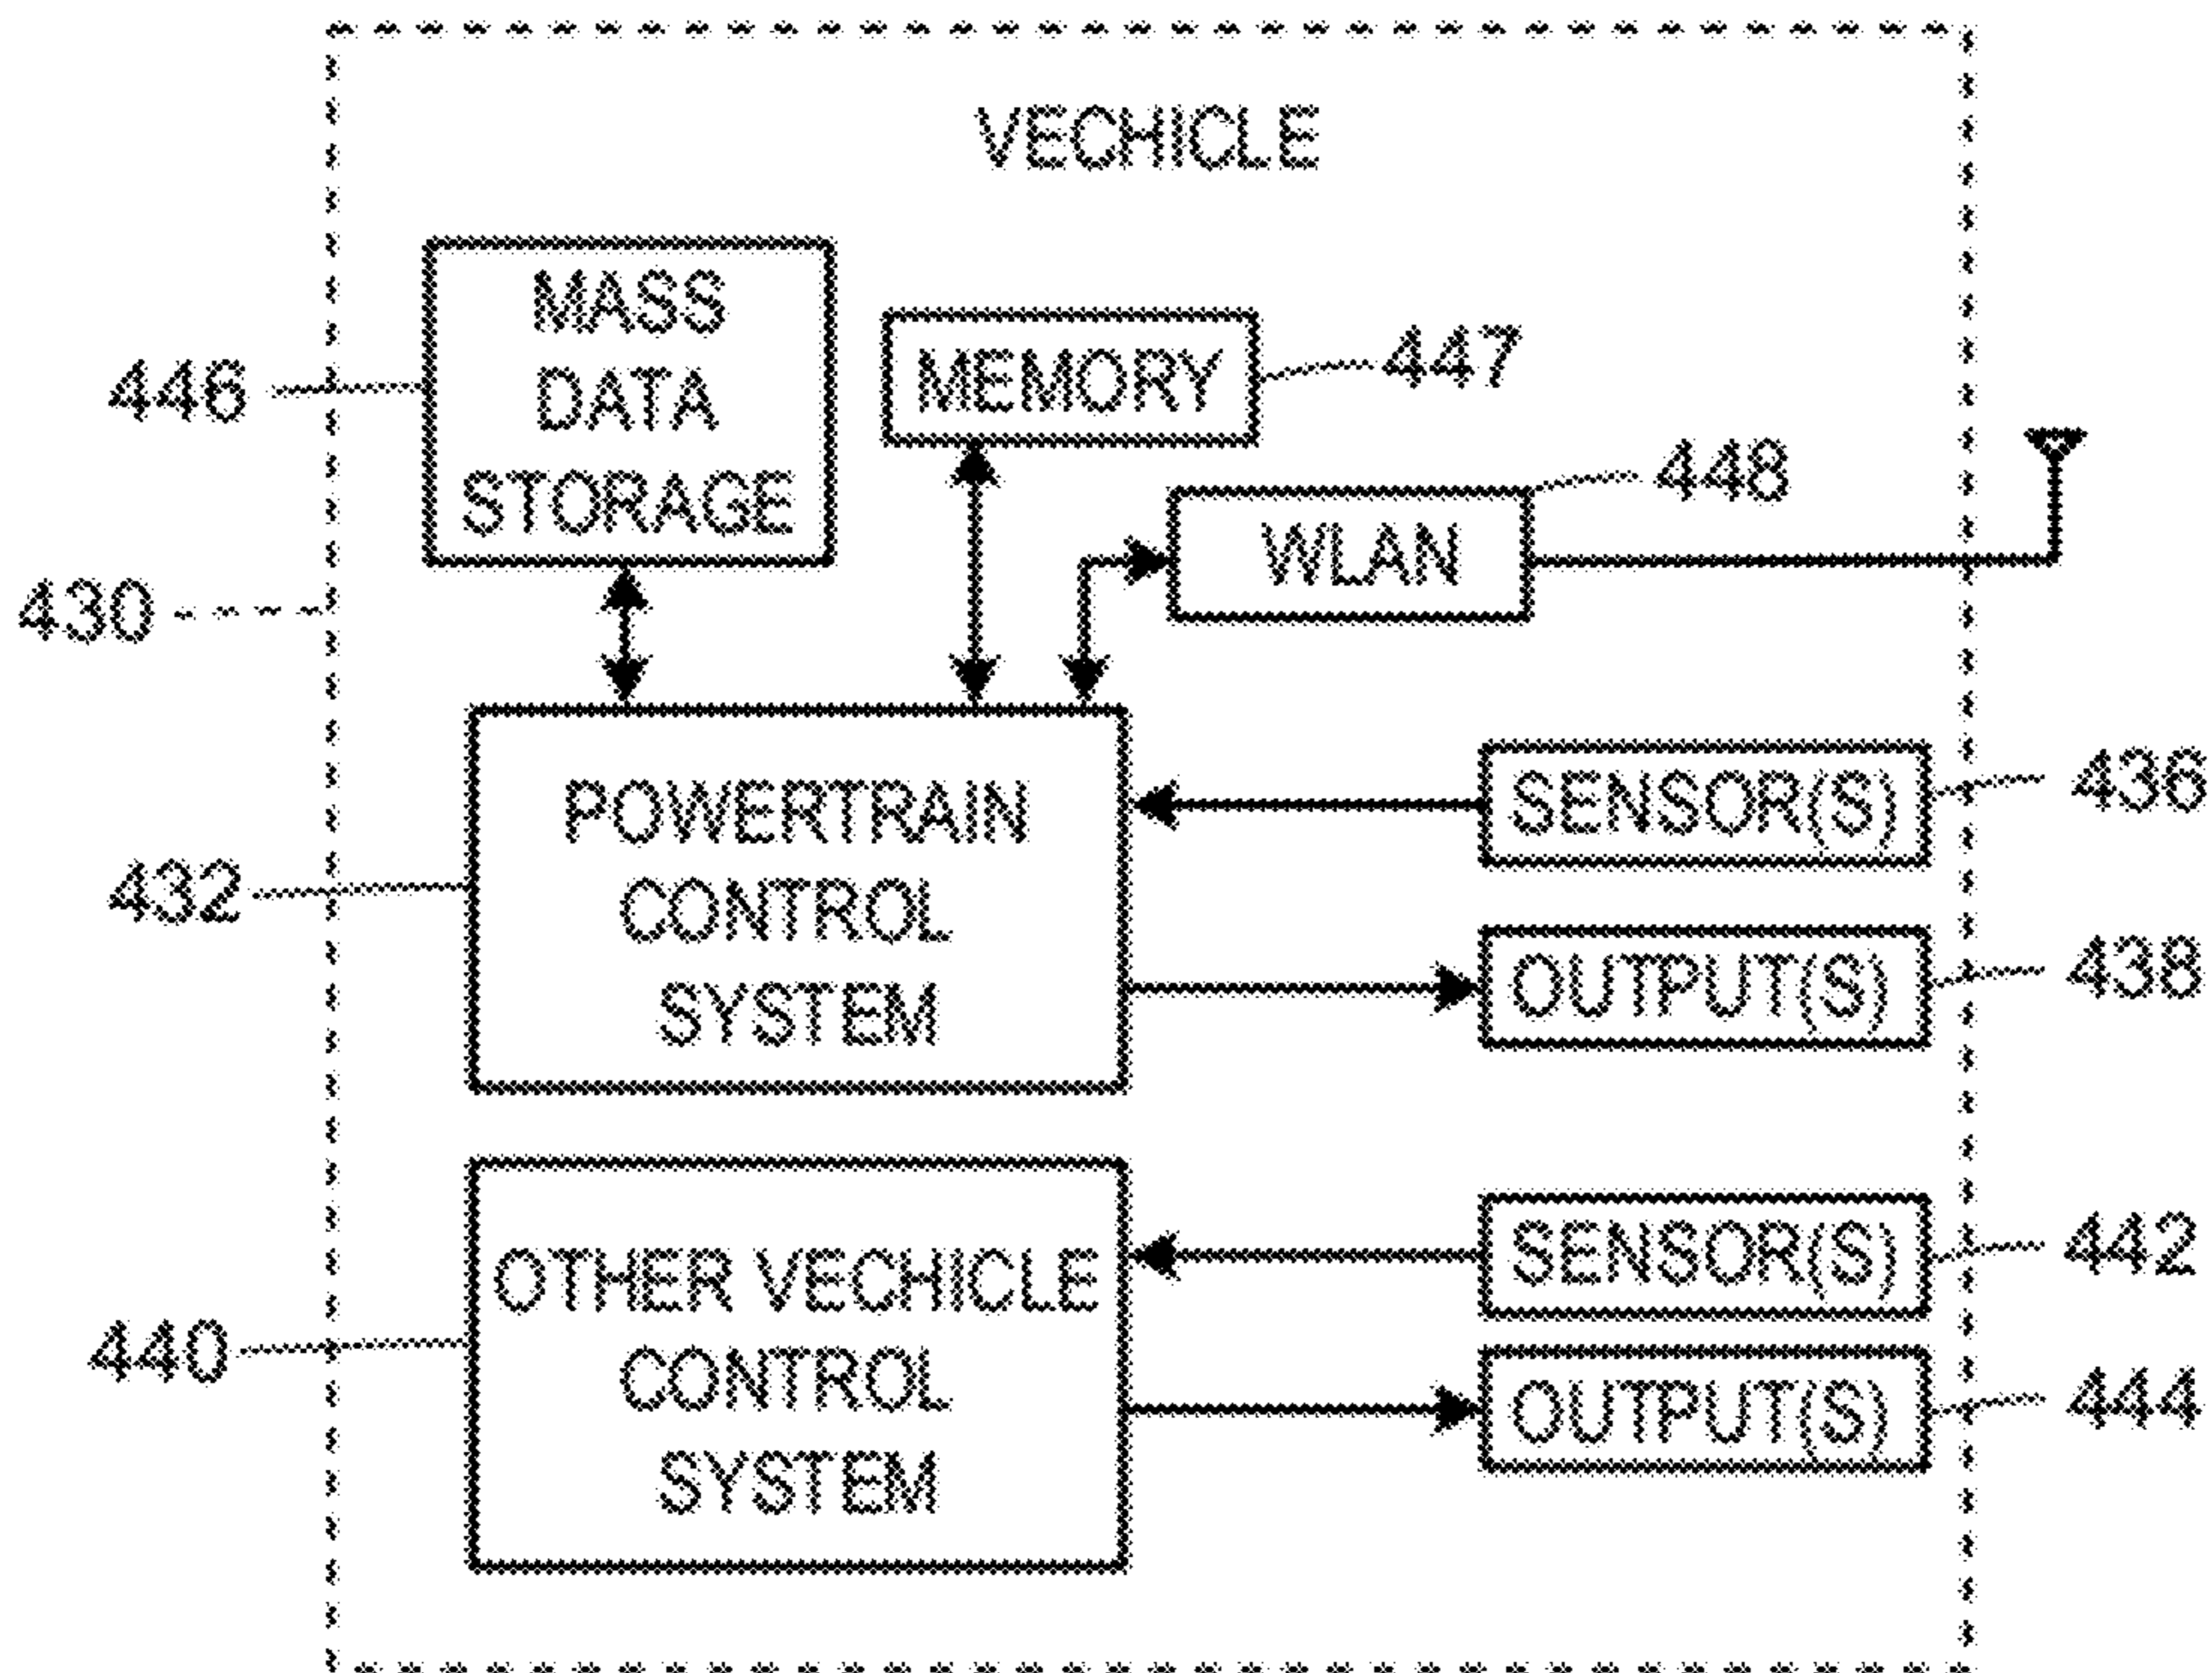 VECHICLE
MASS
DATA
STORAGE
446
MEMORY
447
WLAN
448
430
POWERTRAIN
CONTROL
SYSTEM
432
SENSOR(S)
436
OUTPUT(S)
438
OTHER VECHICLE
CONTROL
SYSTEM
440
SENSOR(S)
442
OUTPUT(S)
444